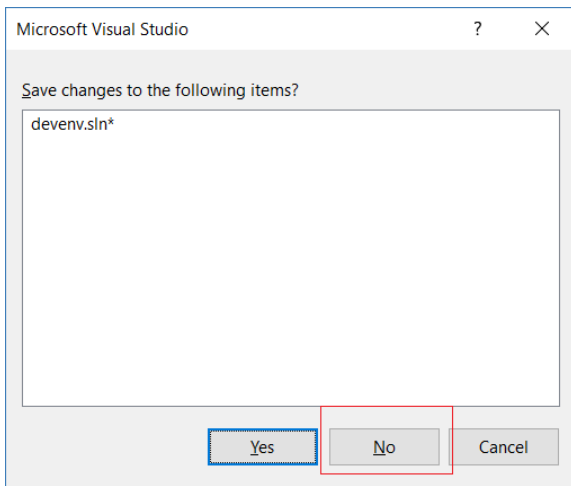 Microsoft Visual Studio ?
Save changes to the following items?
devenv.sln*
Yes No Cancel